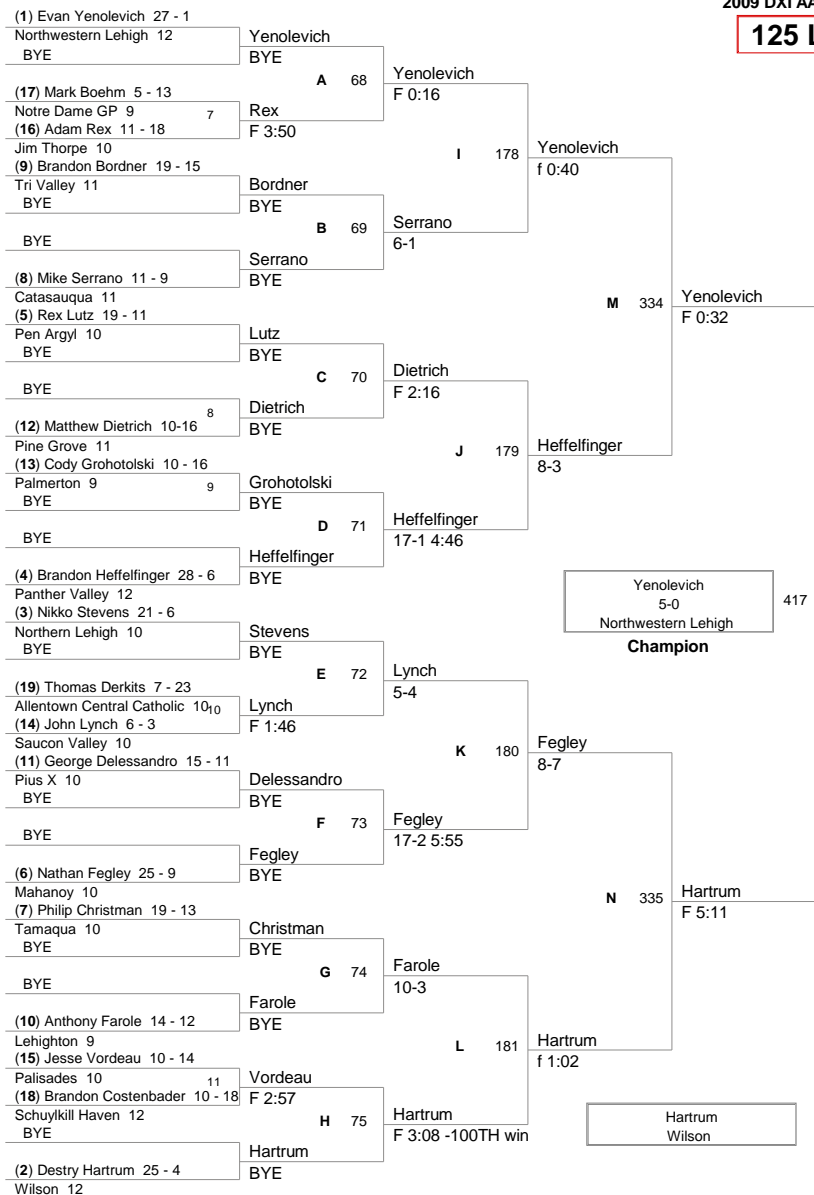 2009 DXI AA
125 L
(1) Evan Yenolevich 27 - 1
Northwestern Lehigh 12
BYE
(17) Mark Boehm 5 - 13
Notre Dame GP 9
7
(16) Adam Rex 11 - 18
Jim Thorpe 10
(9) Brandon Bordner 19 - 15
Tri Valley 11
BYE
BYE
(8) Mike Serrano 11 - 9
Catasauqua 11
(5) Rex Lutz 19 - 11
Pen Argyl 10
BYE
BYE
8
(12) Matthew Dietrich 10-16
Pine Grove 11
(13) Cody Grohotolski 10 - 16
Palmerton 9
9
BYE
BYE
(4) Brandon Heffelfinger 28 - 6
Panther Valley 12
(3) Nikko Stevens 21 - 6
Northern Lehigh 10
BYE
(19) Thomas Derkits 7 - 23
Allentown Central Catholic 10
10
(14) John Lynch 6 - 3
Saucon Valley 10
(11) George Delessandro 15 - 11
Pius X 10
BYE
BYE
(6) Nathan Fegley 25 - 9
Mahanoy 10
(7) Philip Christman 19 - 13
Tamaqua 10
BYE
BYE
(10) Anthony Farole 14 - 12
Lehighton 9
(15) Jesse Vordeau 10 - 14
Palisades 10
11
(18) Brandon Costenbader 10 - 18
Schuylkill Haven 12
BYE
(2) Destry Hartrum 25 - 4
Wilson 12
Yenolevich
BYE
A 68
Rex
F 3:50
Bordner
BYE
B 69
Serrano
BYE
Lutz
BYE
C 70
Dietrich
BYE
Grohotolski
BYE
D 71
Heffelfinger
BYE
Stevens
BYE
E 72
Lynch
F 1:46
Delessandro
BYE
F 73
Fegley
BYE
Christman
BYE
G 74
Farole
BYE
Vordeau
F 2:57
H 75
Hartrum
BYE
Yenolevich
F 0:16
I 178
Serrano
6-1
Dietrich
F 2:16
J 179
Heffelfinger
17-1 4:46
Lynch
5-4
K 180
Fegley
17-2 5:55
Farole
10-3
L 181
Hartrum
F 3:08 -100TH win
Yenolevich
f 0:40
M 334
Heffelfinger
8-3
Fegley
8-7
N 335
Hartrum
f 1:02
Yenolevich
F 0:32
Hartrum
F 5:11
Yenolevich
5-0
Northwestern Lehigh
417
Champion
Hartrum
Wilson